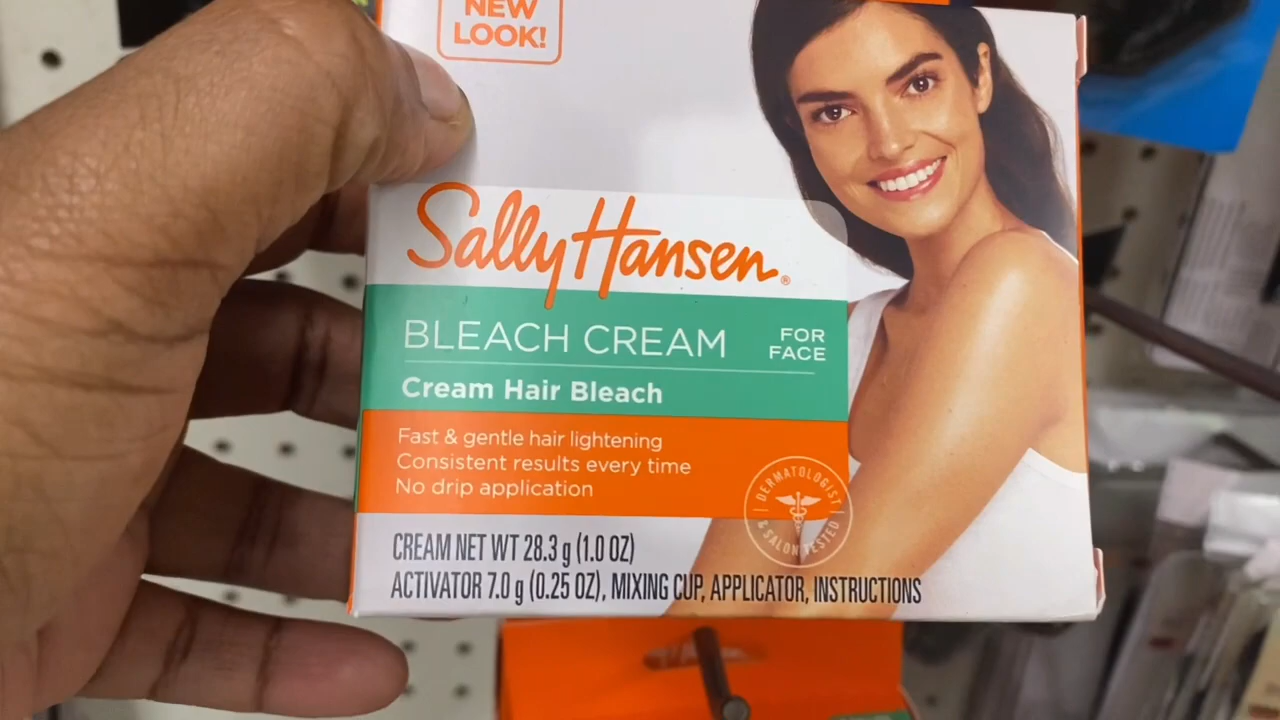 NEW
LOOK!
Sally Hansen®
BLEACH CREAM
FOR
FACE
Cream Hair Bleach
Fast & gentle hair lightening
Consistent results every time
No drip application
DERMATOLOGIST
& SALON TESTED
CREAM NET WT 28.3 g (1.0 OZ)
ACTIVATOR 7.0 g (0.25 OZ), MIXING CUP, APPLICATOR, INSTRUCTIONS